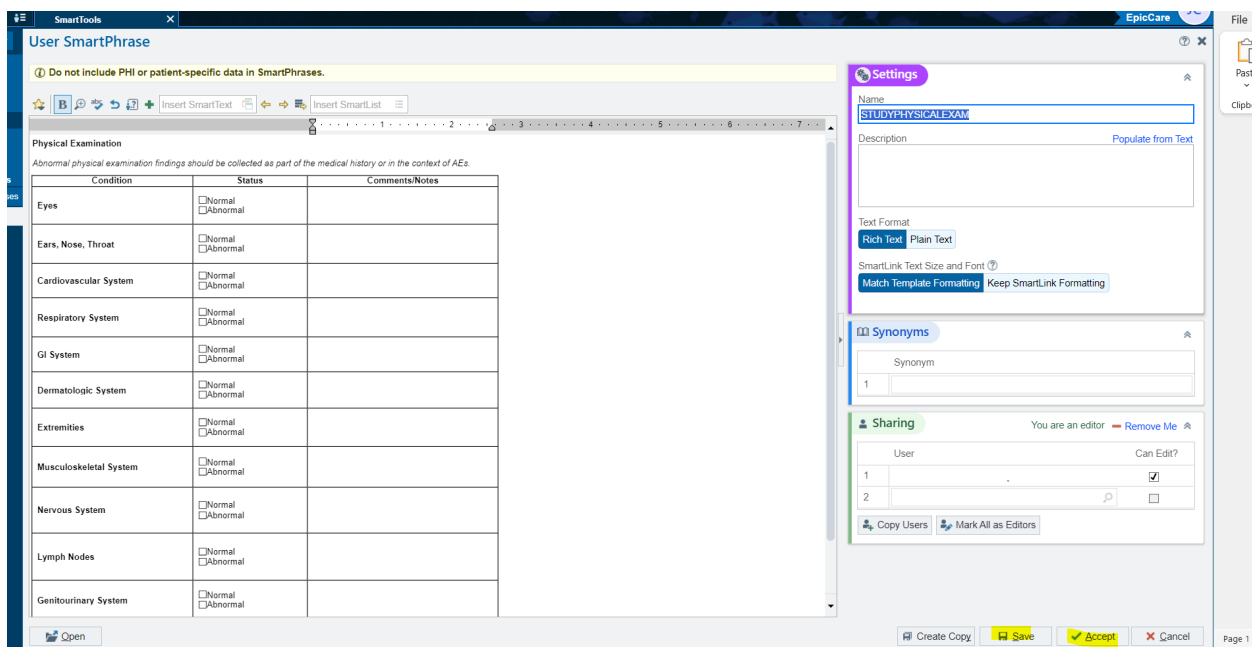 SmartTools
EpicCare
File
User SmartPhrase
Do not include PHI or patient-specific data in SmartPhrases.
B
Insert SmartText
Insert SmartList
1 2 3 4 5 6 7
Physical Examination
Abnormal physical examination findings should be collected as part of the medical history or in the context of AEs.
Condition Status Comments/Notes
Eyes
☐Normal
☐Abnormal
Ears, Nose, Throat
☐Normal
☐Abnormal
Cardiovascular System
☐Normal
☐Abnormal
Respiratory System
☐Normal
☐Abnormal
GI System
☐Normal
☐Abnormal
Dermatologic System
☐Normal
☐Abnormal
Extremities
☐Normal
☐Abnormal
Musculoskeletal System
☐Normal
☐Abnormal
Nervous System
☐Normal
☐Abnormal
Lymph Nodes
☐Normal
☐Abnormal
Genitourinary System
☐Normal
☐Abnormal
Open
Settings
Name
STUDYPHYSICALEXAM
Description Populate from Text
Text Format
Rich Text Plain Text
SmartLink Text Size and Font
Match Template Formatting Keep SmartLink Formatting
Synonyms
Synonym
1
Sharing You are an editor Remove Me
User Can Edit?
1
2
Copy Users Mark All as Editors
Create Copy Save Accept Cancel
Page 1